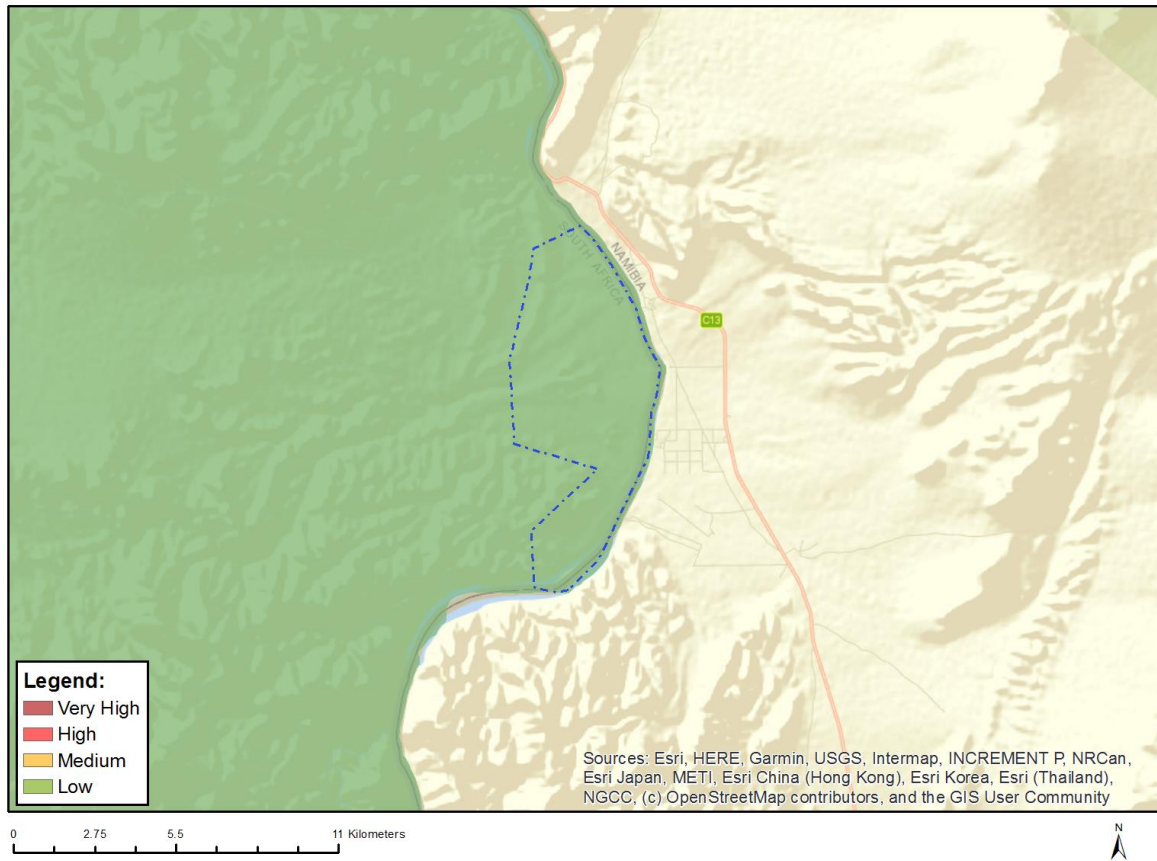 NAMIBIA
SOUTH AFRICA
C13
Legend:
Very High
High
Medium
Low
Sources: Esri, HERE, Garmin, USGS, Intermap, INCREMENT P, NRCan,
Esri Japan, METI, Esri China (Hong Kong), Esri Korea, Esri (Thailand),
NGCC, (c) OpenStreetMap contributors, and the GIS User Community
0 2.75 5.5 11 Kilometers
N